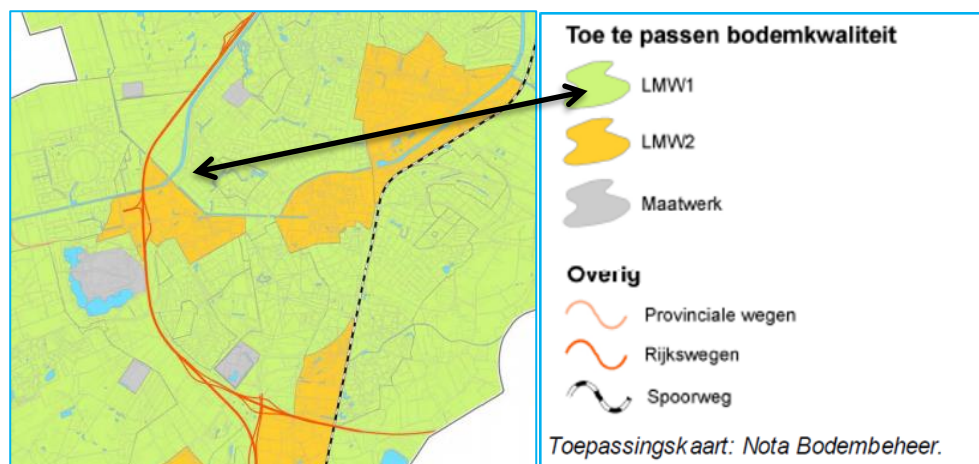 Toe te passen bodemkwaliteit
LMW1
LMW2
Maatwerk
Overig
Provinciale wegen
Rijkswegen
Spoorweg
Toepassingskaart: Nota Bodembeheer.